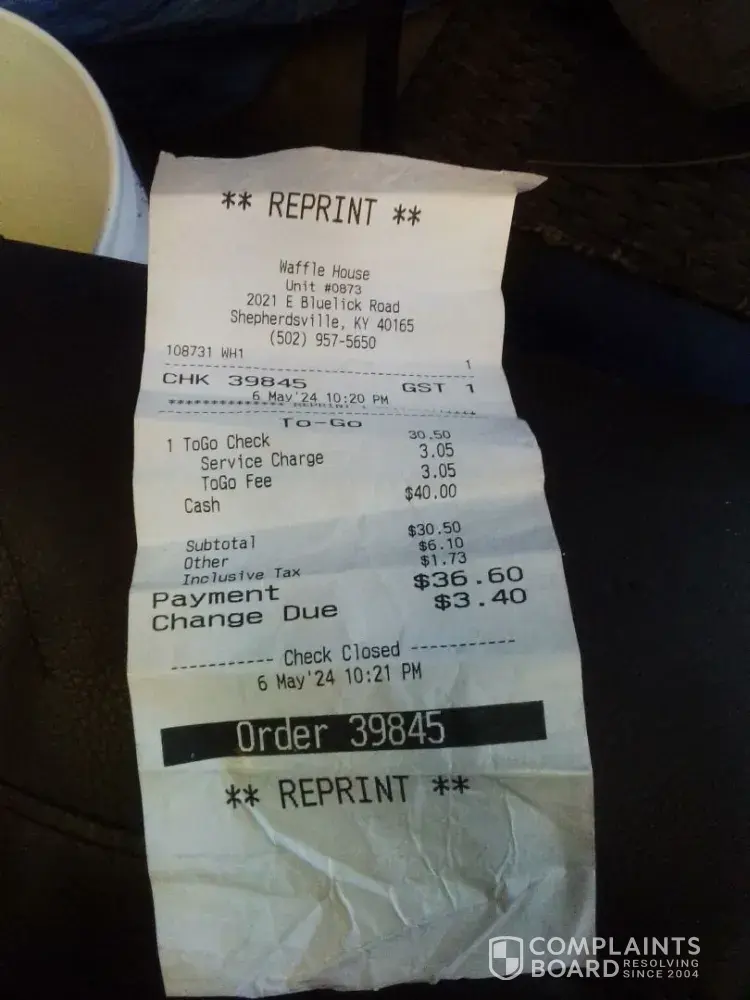 ** REPRINT **
Waffle House
Unit #0873
2021 E Bluelick Road
Shepherdsville, KY 40165
(502) 957-5650
108731 WH1 1
CHK 39845 GST 1
6 May'24 10:20 PM
************ REPRINT 1 ************
To-Go
1 ToGo Check 30.50
Service Charge 3.05
ToGo Fee 3.05
Cash $40.00
Subtotal $30.50
Other $6.10
Inclusive Tax $1.73
Payment $36.60
Change Due $3.40
----------- Check Closed -----------
6 May'24 10:21 PM
Order 39845
** REPRINT **
COMPLAINTS
BOARD RESOLVING
SINCE 2004